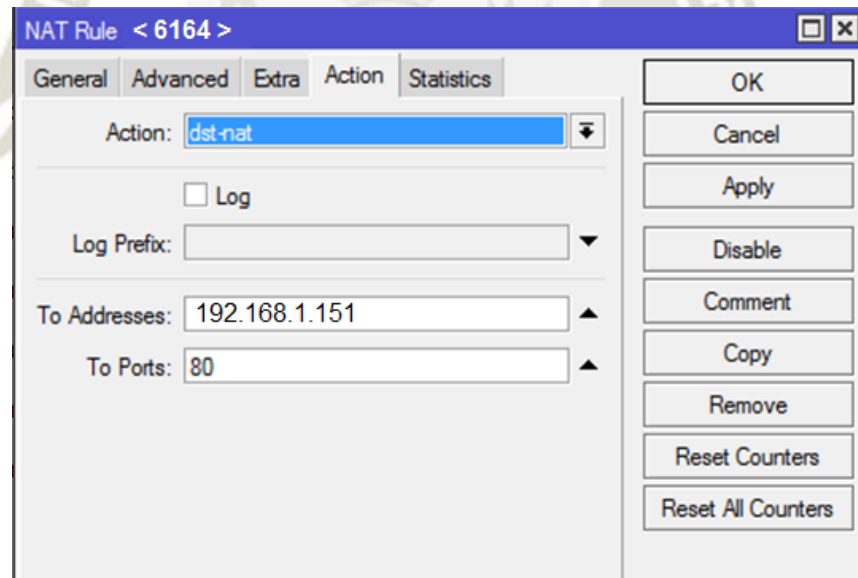 NAT Rule < 6164 >
General Advanced Extra Action Statistics
Action: dst-nat
Log
Log Prefix:
To Addresses: 192.168.1.151
To Ports: 80
OK
Cancel
Apply
Disable
Comment
Copy
Remove
Reset Counters
Reset All Counters